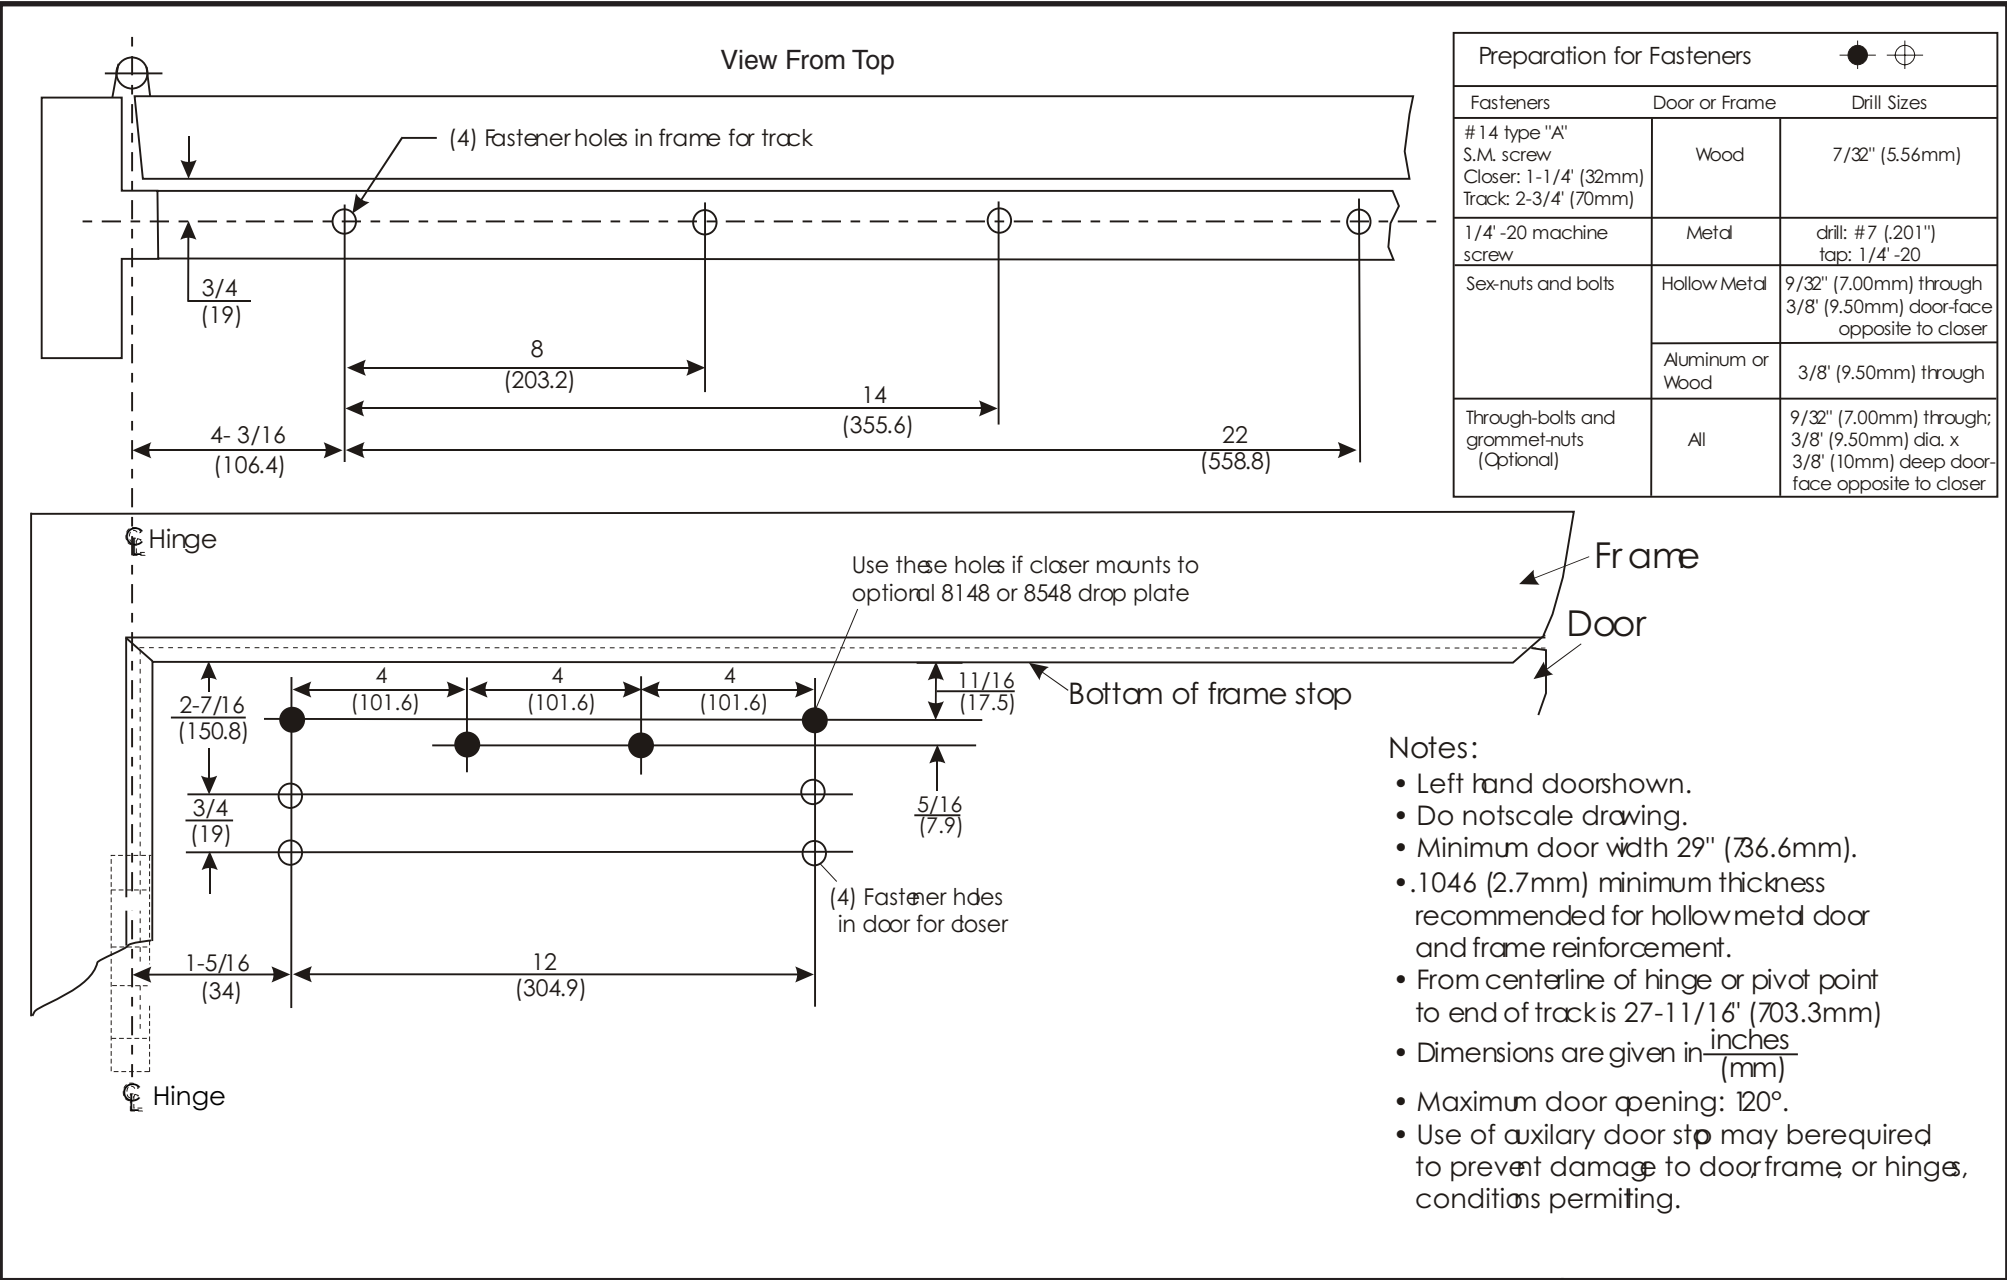 View From Top
(4) Fastener holes in frame for track
3/4
(19)
8
(203.2)
14
(355.6)
4- 3/16
(106.4)
22
(558.8)
Preparation for Fasteners
Fasteners Door or Frame Drill Sizes
#14 type "A"
S.M. screw
Closer: 1-1/4' (32mm)
Track: 2-3/4' (70mm)
Wood
7/32" (5.56mm)
1/4' -20 machine
screw
Metal
drill: #7 (.201")
tap: 1/4' -20
Sex-nuts and bolts
Hollow Metal
9/32" (7.00mm) through
3/8' (9.50mm) door-face
opposite to closer
Aluminum or
Wood
3/8' (9.50mm) through
Through-bolts and
grommet-nuts
(Optional)
All
9/32" (7.00mm) through;
3/8' (9.50mm) dia. x
3/8' (10mm) deep door-
face opposite to closer
℄ Hinge
Use these holes if closer mounts to
optional 8148 or 8548 drop plate
Frame
Door
4
(101.6)
4
(101.6)
4
(101.6)
11/16
(17.5)
Bottom of frame stop
2-7/16
(150.8)
3/4
(19)
5/16
(7.9)
(4) Fastener holes
in door for closer
1-5/16
(34)
12
(304.9)
℄ Hinge
Notes:
• Left hand door shown.
• Do not scale drawing.
• Minimum door width 29" (736.6mm).
• .1046 (2.7mm) minimum thickness
recommended for hollow metal door
and frame reinforcement.
• From centerline of hinge or pivot point
to end of track is 27-11/16" (703.3mm)
• Dimensions are given in inches
(mm)
• Maximum door opening: 120°.
• Use of auxilary door stop may be required,
to prevent damage to door, frame, or hinges,
conditions permitting.